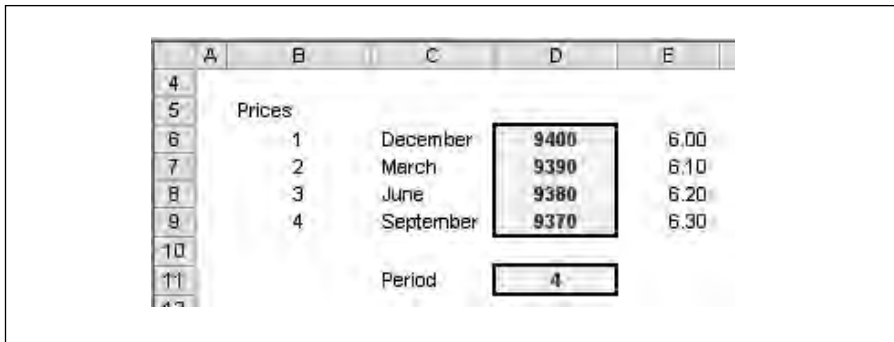 A B C D E
4
5 Prices
6 1 December 9400 6.00
7 2 March 9390 6.10
8 3 June 9380 6.20
9 4 September 9370 6.30
10
11 Period 4